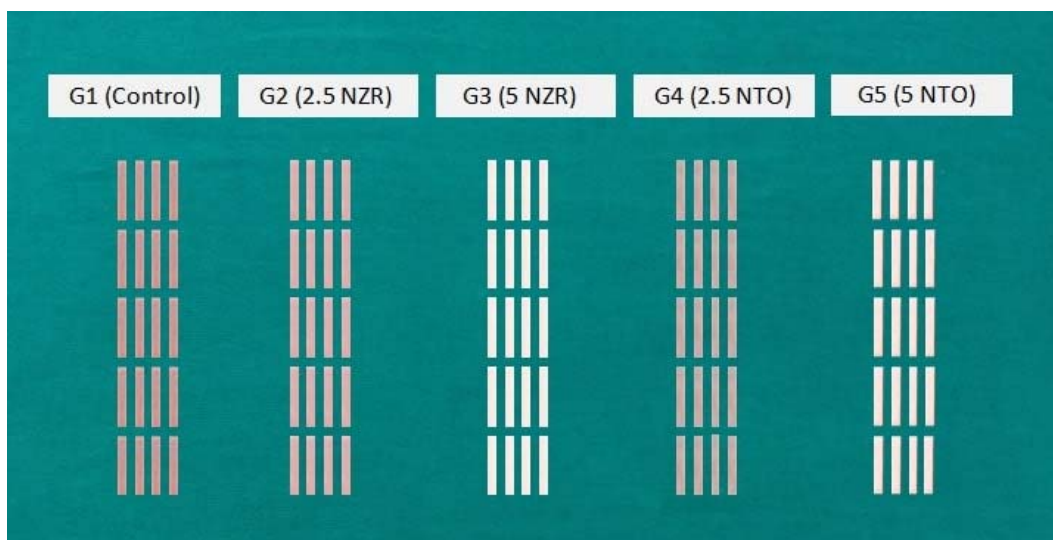 G1 (Control)
G2 (2.5 NZR)
G3 (5 NZR)
G4 (2.5 NTO)
G5 (5 NTO)